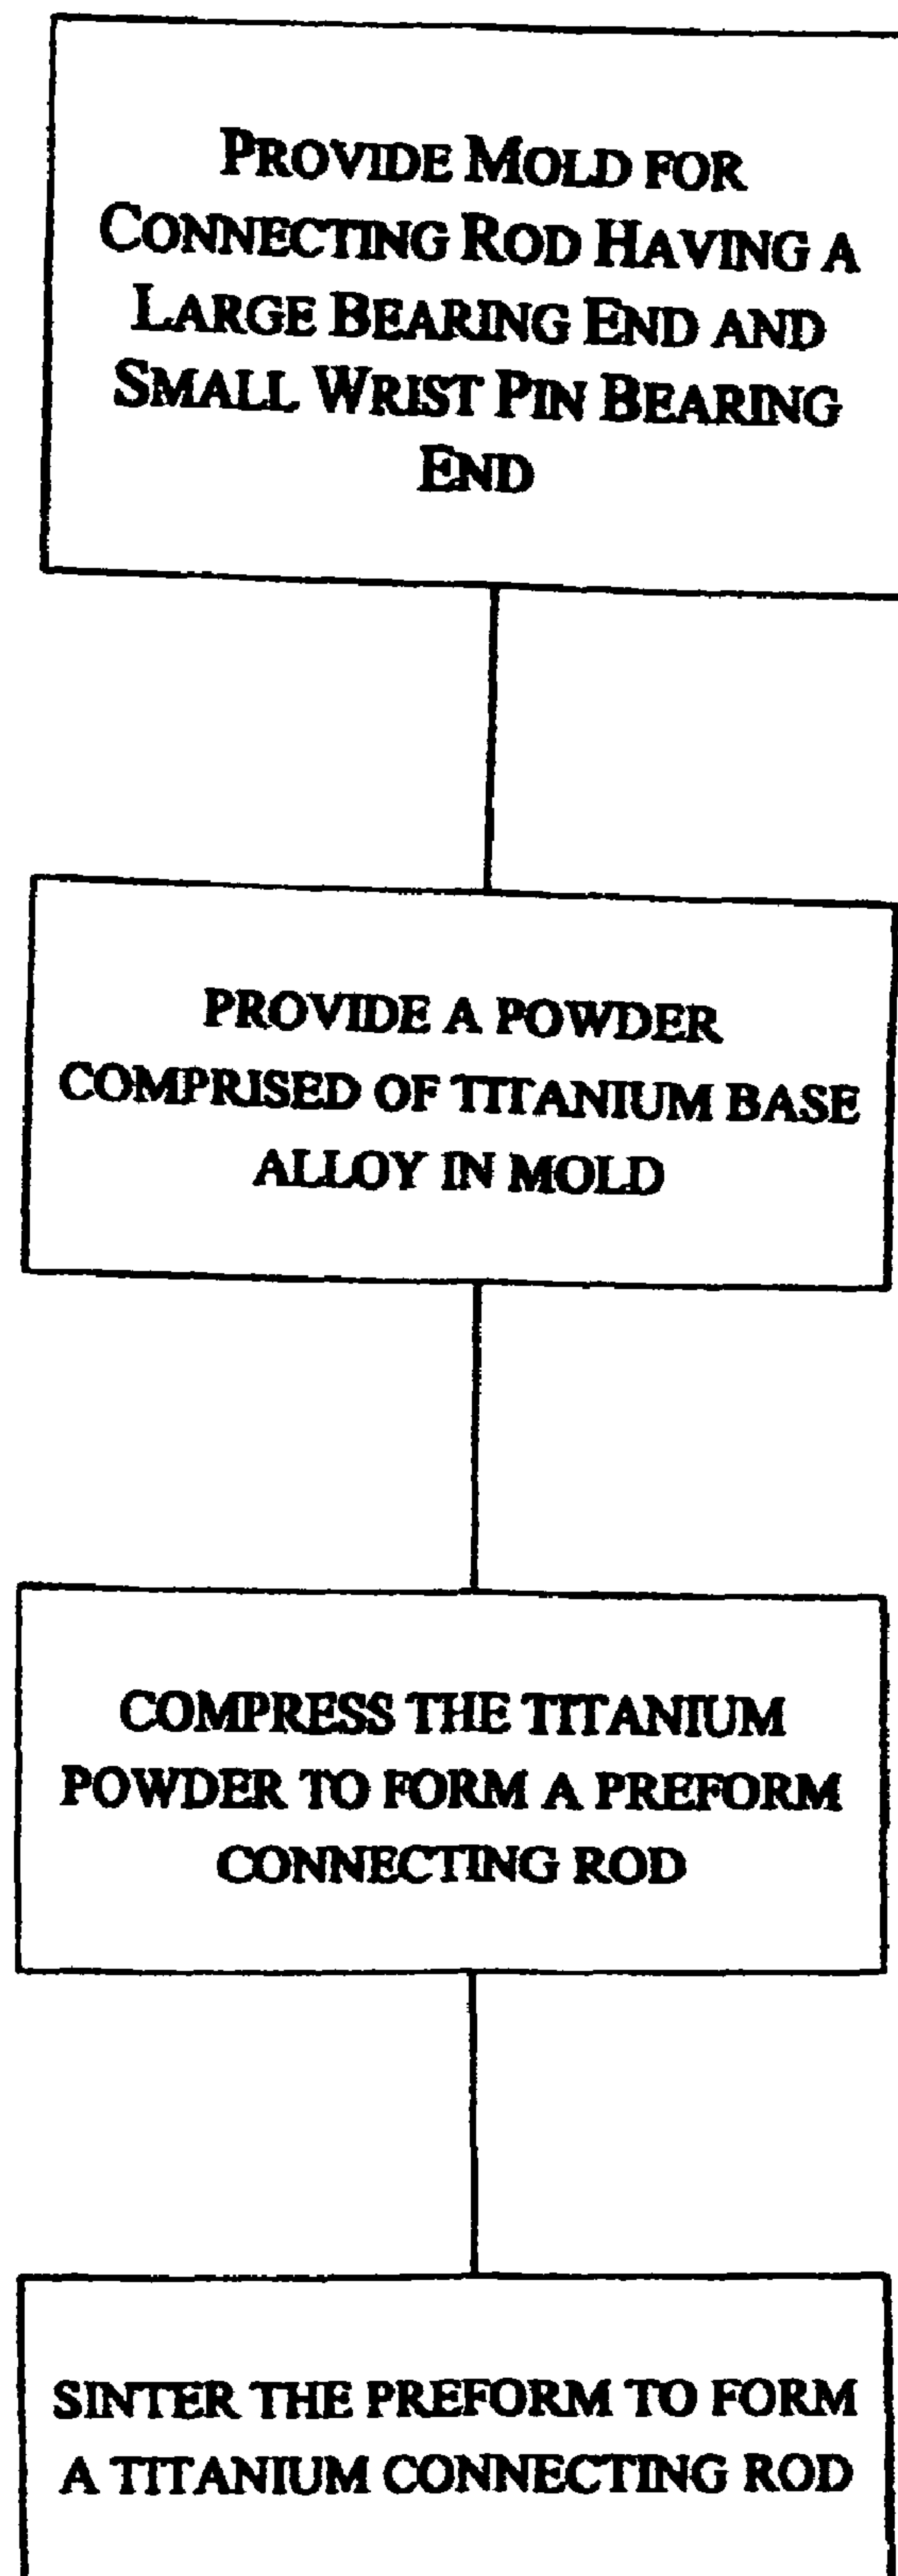 PROVIDE MOLD FOR
CONNECTING ROD HAVING A
LARGE BEARING END AND
SMALL WRIST PIN BEARING
END
PROVIDE A POWDER
COMPRISED OF TITANIUM BASE
ALLOY IN MOLD
COMPRESS THE TITANIUM
POWDER TO FORM A PREFORM
CONNECTING ROD
SINTER THE PREFORM TO FORM
A TITANIUM CONNECTING ROD